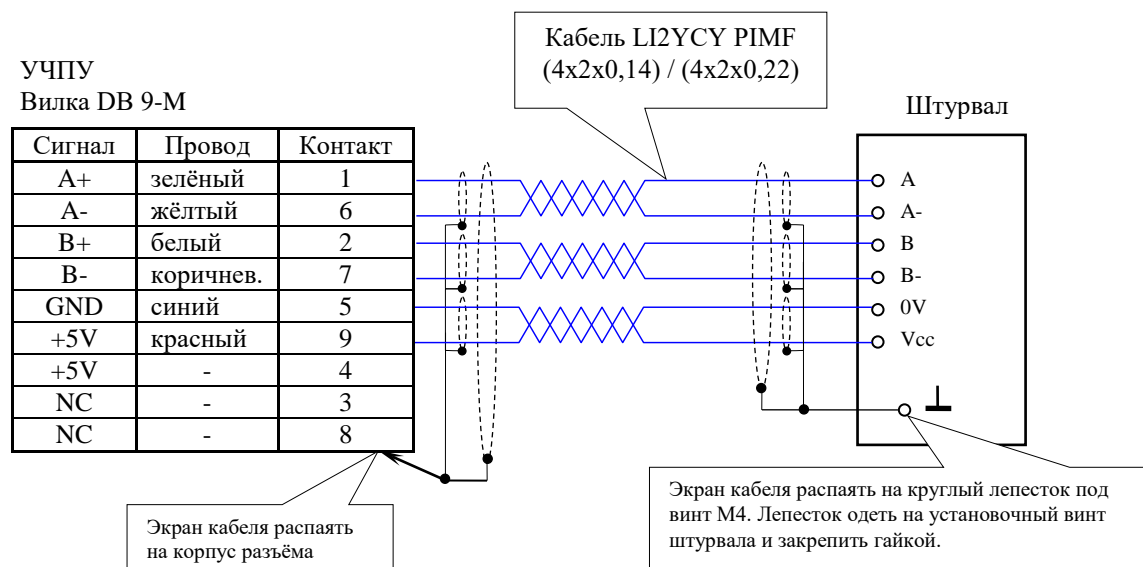 Кабель LI2YCY PIMF
(4x2x0,14) / (4x2x0,22)
УЧПУ
Вилка DB 9-M
Штурвал
Сигнал Провод Контакт
A+ зелёный 1
A- жёлтый 6
B+ белый 2
B- коричнев. 7
GND синий 5
+5V красный 9
+5V - 4
NC - 3
NC - 8
A
A-
B
B-
0V
Vcc
Экран кабеля распаять
на корпус разъёма
Экран кабеля распаять на круглый лепесток под
винт М4. Лепесток одеть на установочный винт
штурвала и закрепить гайкой.